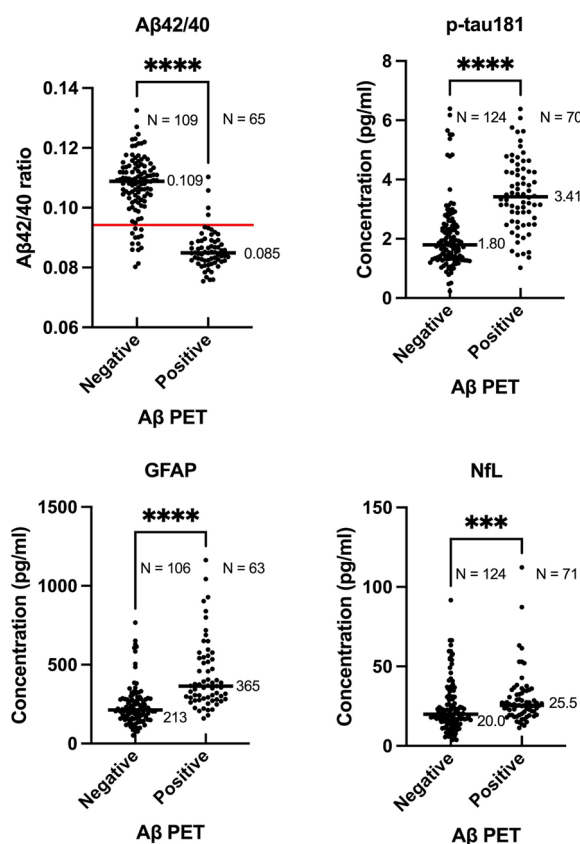 Aβ42/40
****
N = 109
N = 65
0.14
0.12
0.10
0.08
0.06
Aβ42/40 ratio
0.109
0.085
Negative
Positive
Aβ PET
p-tau181
****
N = 124
N = 70
8
6
4
2
0
Concentration (pg/ml)
1.80
3.41
Negative
Positive
Aβ PET
GFAP
****
N = 106
N = 63
1500
1000
500
0
Concentration (pg/ml)
213
365
Negative
Positive
Aβ PET
NfL
***
N = 124
N = 71
150
100
50
0
Concentration (pg/ml)
20.0
25.5
Negative
Positive
Aβ PET